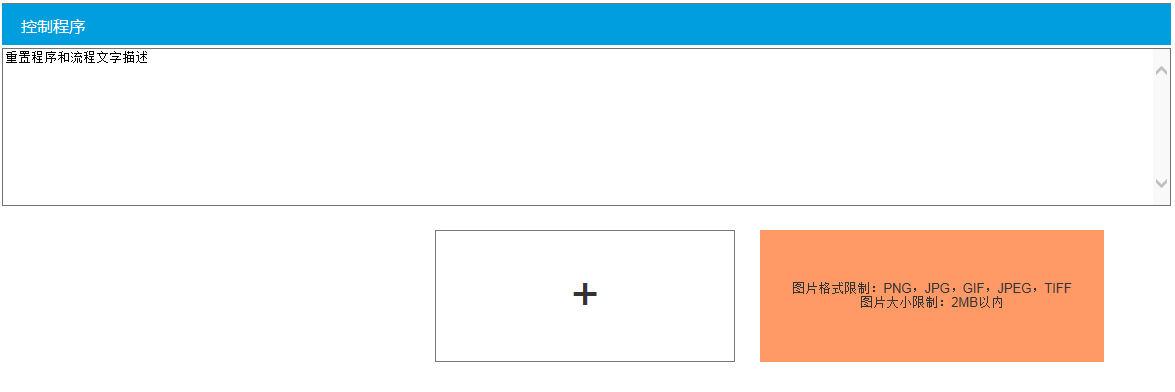 控制程序
重置程序和流程文字描述
+
图片格式限制：PNG，JPG，GIF，JPEG，TIFF
图片大小限制：2MB以内